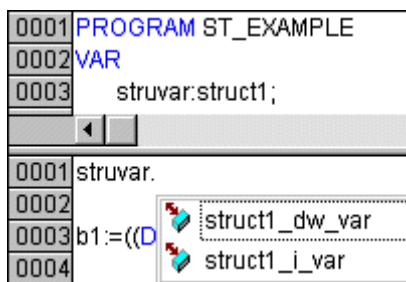 0001 PROGRAM ST_EXAMPLE
0002 VAR
0003 struvar:struct1;
0001 struvar.
0002
struct1_dw_var
0003 b1:=((D
struct1_i_var
0004